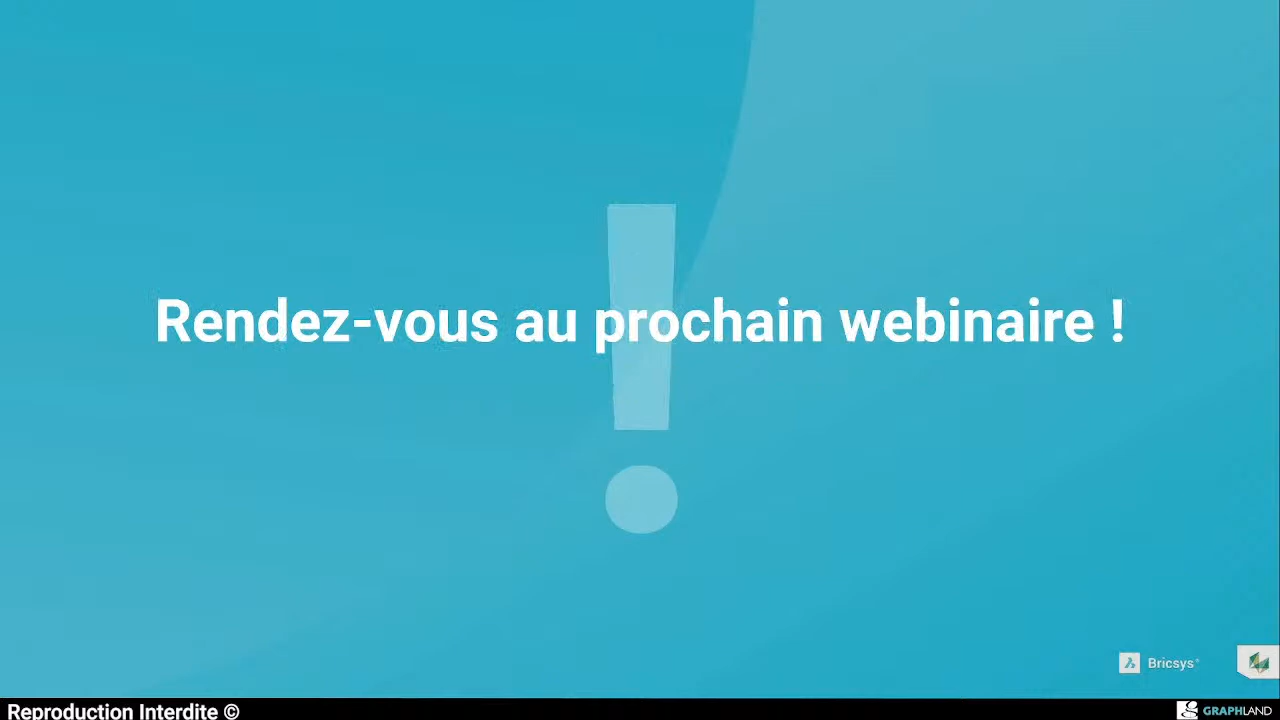 Rendez-vous au prochain webinaire !
Bricsys®
Reproduction Interdite ©
GRAPHLAND